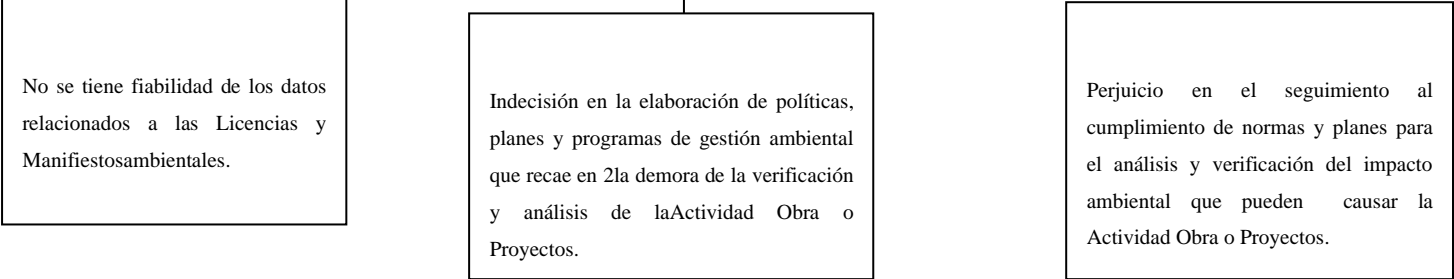 No se tiene fiabilidad de los datos
relacionados a las Licencias y
Manifiestosambientales.
Indecisión en la elaboración de políticas,
planes y programas de gestión ambiental
que recae en 2la demora de la verificación
y análisis de laActividad Obra o
Proyectos.
Perjuicio en el seguimiento al
cumplimiento de normas y planes para
el análisis y verificación del impacto
ambiental que pueden causar la
Actividad Obra o Proyectos.